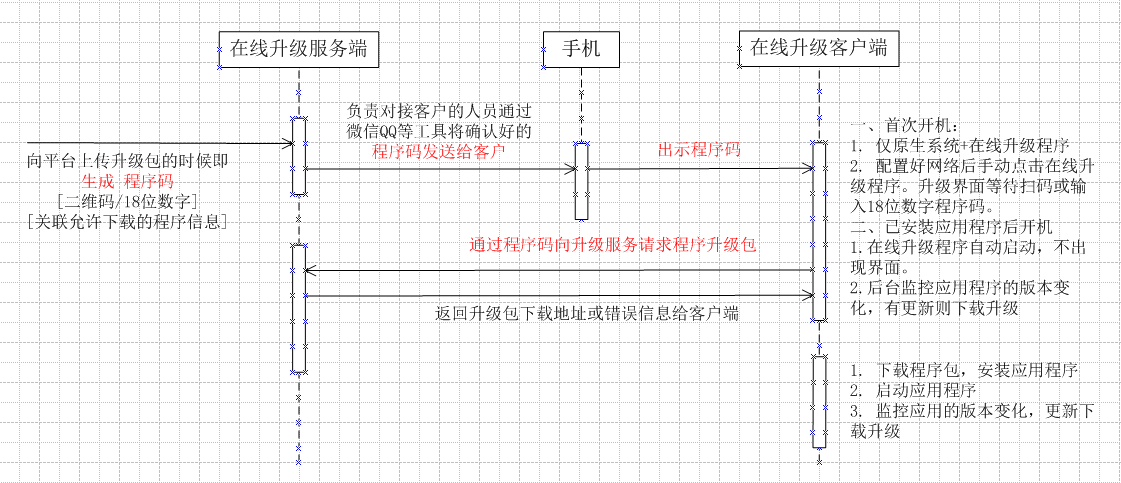 在线升级服务端
手机
在线升级客户端
负责对接客户的人员通过
微信QQ等工具将确认好的
程序码发送给客户
出示程序码
向平台上传升级包的时候即
生成 程序码
[二维码/18位数字]
[关联允许下载的程序信息]
一、首次开机:
1. 仅原生系统+在线升级程序
2. 配置好网络后手动点击在线升
级程序。升级界面等待扫码或输
入18位数字程序码。
二、已安装应用程序后开机
1.在线升级程序自动启动,不出
现界面。
2.后台监控应用程序的版本变
化,有更新则下载升级
通过程序码向升级服务请求程序升级包
返回升级包下载地址或错误信息给客户端
1. 下载程序包,安装应用程序
2. 启动应用程序
3. 监控应用的版本变化,更新下
载升级